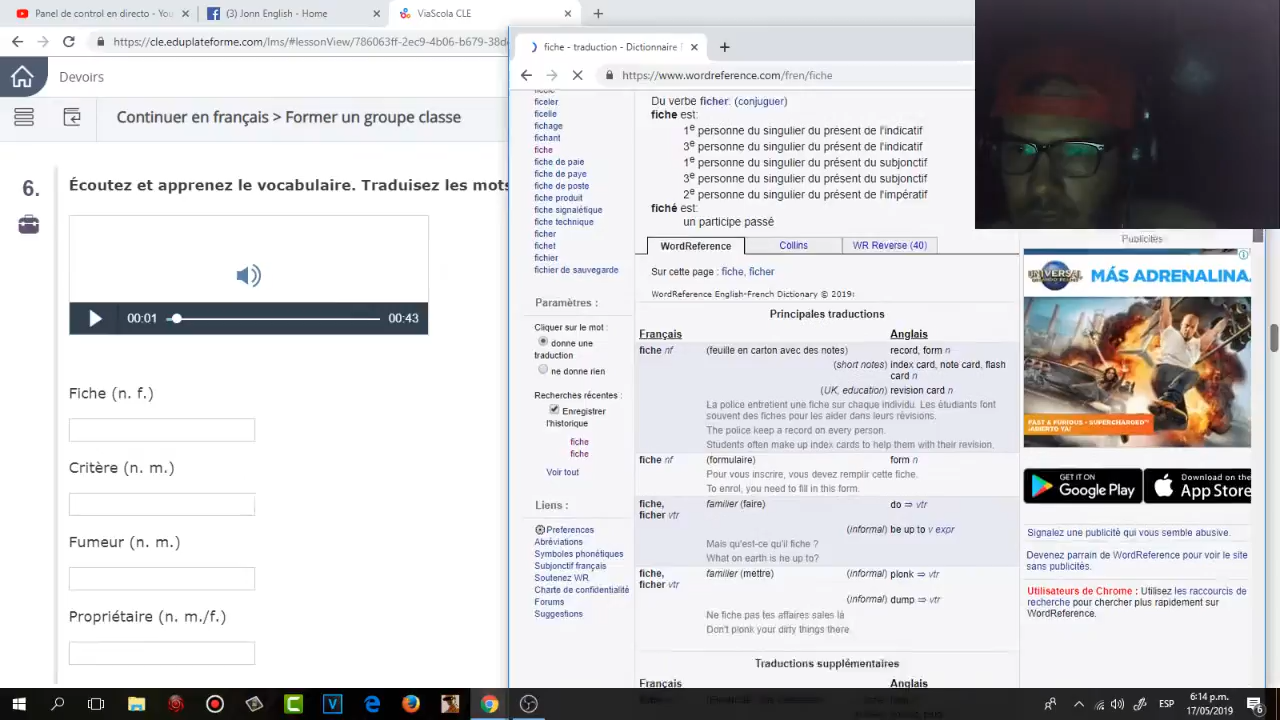 Panel de control en directo - You
(3) Jonn English - Home
ViaScola CLE
https://cle.eduplateforme.com/lms/#lessonView/786063ff-2ec9-4b06-b679-38d
Devoirs
Continuer en français > Former un groupe classe
6.
Écoutez et apprenez le vocabulaire. Traduisez les mots
00:01
00:43
Fiche (n. f.)
Critère (n. m.)
Fumeur (n. m.)
Propriétaire (n. m./f.)
fiche - traduction - Dictionnaire
https://www.wordreference.com/fren/fiche
ficeler
ficelle
fichage
fichant
fiche
fiche de paie
fiche de paye
fiche de poste
fiche produit
fiche signalétique
fiche technique
ficher
fichet
fichier
fichier de sauvegarde
Paramètres :
Cliquer sur le mot :
donne une
traduction
ne donne rien
Recherches récentes :
Enregistrer
l'historique
fiche
fiche
Voir tout
Liens :
Preferences
Abréviations
Symboles phonétiques
Subjonctif français
Soutenez WR
Charte de confidentialité
Forums
Suggestions
Du verbe ficher: (conjuguer)
fiche est:
1e personne du singulier du présent de l'indicatif
3e personne du singulier du présent de l'indicatif
1e personne du singulier du présent du subjonctif
3e personne du singulier du présent du subjonctif
2e personne du singulier du présent de l'impératif
fiché est:
un participe passé
WordReference
Collins
WR Reverse (40)
Sur cette page : fiche, ficher
WordReference English-French Dictionary © 2019:
Principales traductions
Français
Anglais
fiche nf (feuille en carton avec des notes) record, form n
(short notes) index card, note card, flash
card n
(UK, education) revision card n
La police entretient une fiche sur chaque individu. Les étudiants font
souvent des fiches pour les aider dans leurs révisions.
The police keep a record on every person.
Students often make up index cards to help them with their revision.
fiche nf (formulaire) form n
Pour vous inscrire, vous devez remplir cette fiche.
To enrol, you need to fill in this form.
fiche, familier (faire) do ⇒ vtr
ficher vtr
(informal) be up to v expr
Mais qu'est-ce qu'il fiche ?
What on earth is he up to?
fiche, familier (mettre) (informal) plonk ⇒ vtr
ficher vtr
(informal) dump ⇒ vtr
Ne fiche pas tes affaires sales là
Don't plonk your dirty things there
Traductions supplémentaires
Français
Anglais
Publicités
UNIVERSAL
MÁS ADRENALINA.
FAST & FURIOUS - SUPERCHARGED
¡ABIERTO YA!
GET IT ON
Google Play
Download on the
App Store
Signalez une publicité qui vous semble abusive.
Devenez parrain de WordReference pour voir le site
sans publicités.
Utilisateurs de Chrome : Utilisez les raccourcis de
recherche pour chercher plus rapidement sur
WordReference.
ESP
6:14 p.m.
17/05/2019
6